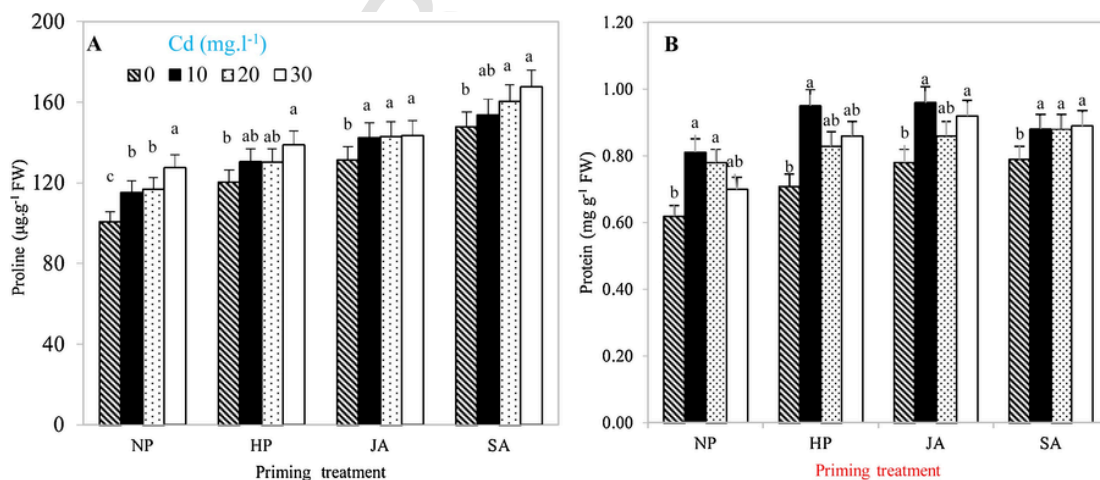 A
Cd (mg.l-1)
0 10 20 30
200
160
120
80
40
0
Proline (µg.g-1 FW)
c b b a
b ab ab a
b a a a
b ab a a
NP HP JA SA
Priming treatment
B
1.20
1.00
0.80
0.60
0.40
0.20
0.00
Protein (mg g-1 FW)
b a a ab
b a ab ab
b a ab a
b a a a
NP HP JA SA
Priming treatment